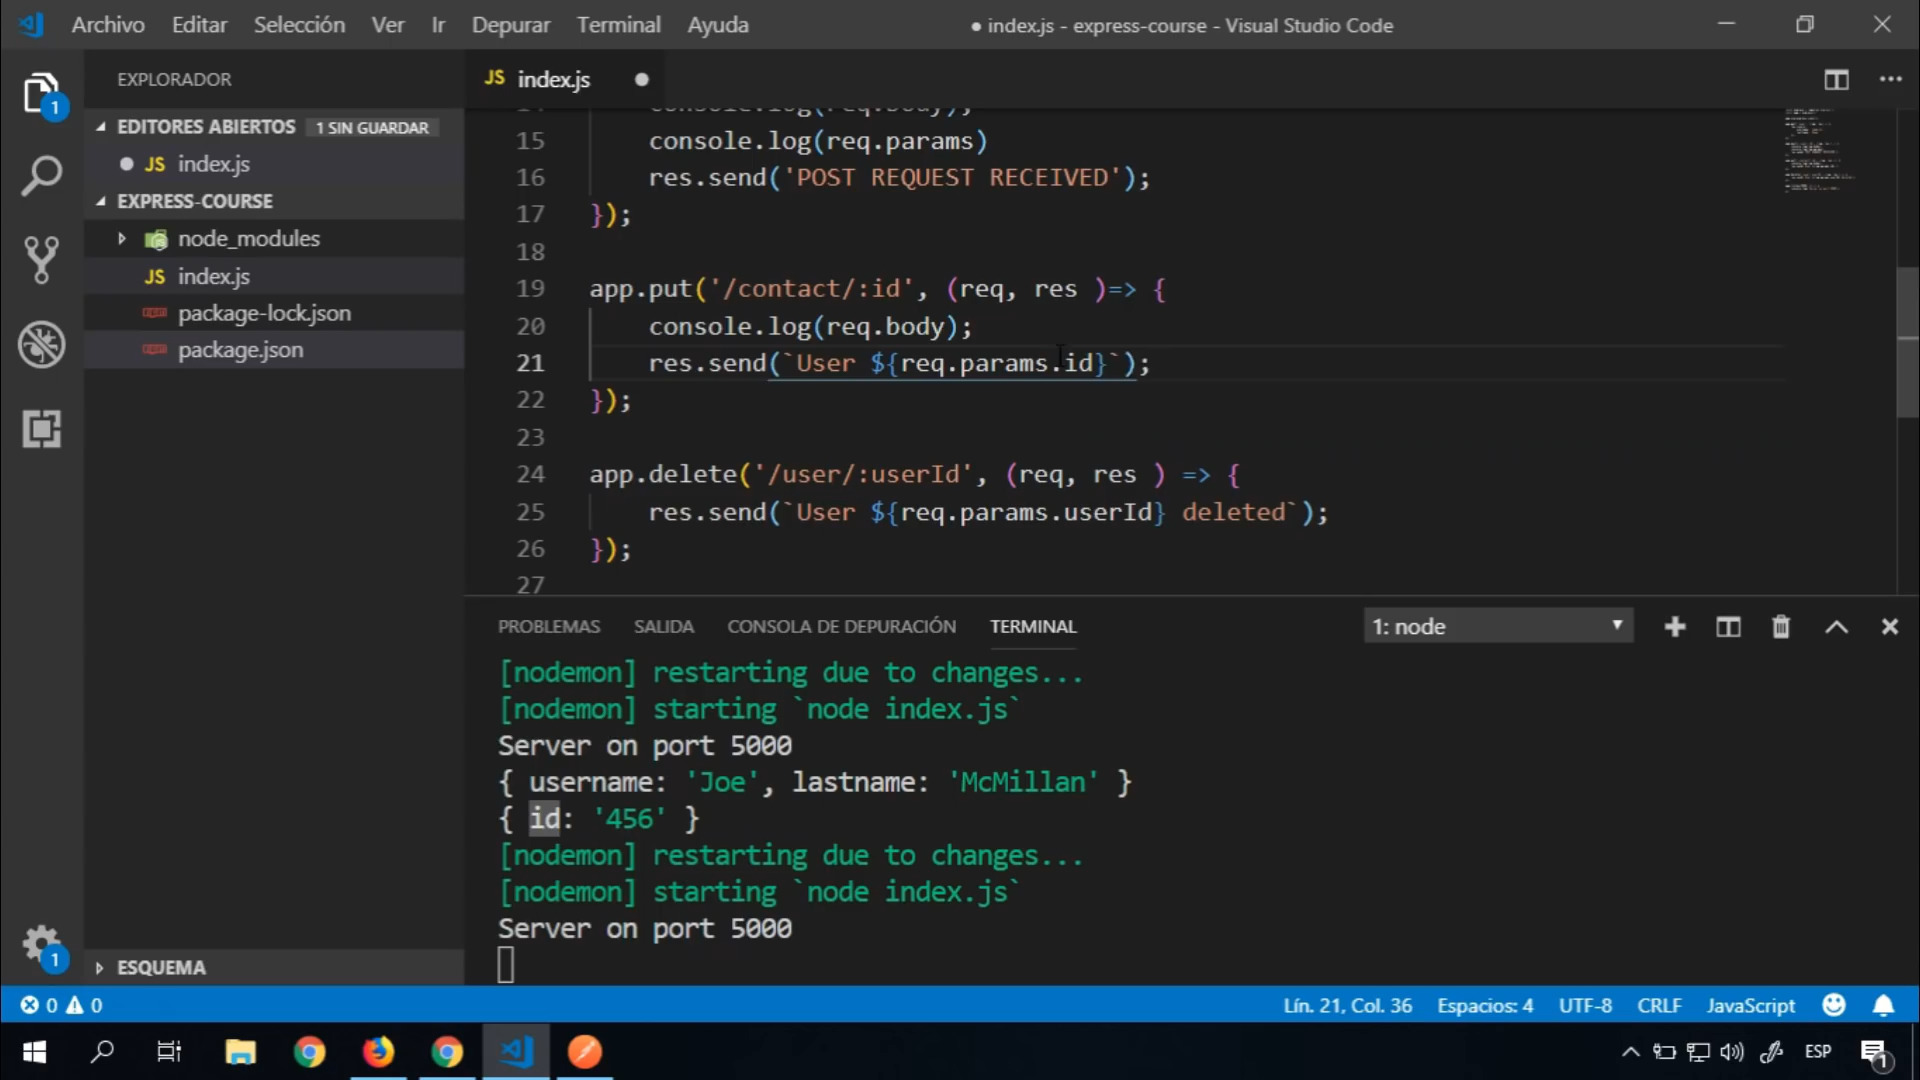 Archivo Editar Selección Ver Ir Depurar Terminal Ayuda
● index.js - express-course - Visual Studio Code
EXPLORADOR
EDITORES ABIERTOS 1 SIN GUARDAR
JS index.js
EXPRESS-COURSE
node_modules
JS index.js
package-lock.json
package.json
ESQUEMA
JS index.js
console.log(req.body);
15 console.log(req.params)
16 res.send('POST REQUEST RECEIVED');
17 });
18
19 app.put('/contact/:id', (req, res )=> {
20 console.log(req.body);
21 res.send(`User ${req.params.id}`);
22 });
23
24 app.delete('/user/:userId', (req, res ) => {
25 res.send(`User ${req.params.userId} deleted`);
26 });
27
PROBLEMAS SALIDA CONSOLA DE DEPURACIÓN TERMINAL 1: node
[nodemon] restarting due to changes...
[nodemon] starting `node index.js`
Server on port 5000
{ username: 'Joe', lastname: 'McMillan' }
{ id: '456' }
[nodemon] restarting due to changes...
[nodemon] starting `node index.js`
Server on port 5000
0 0 Lín. 21, Col. 36 Espacios: 4 UTF-8 CRLF JavaScript
ESP
1
1
1